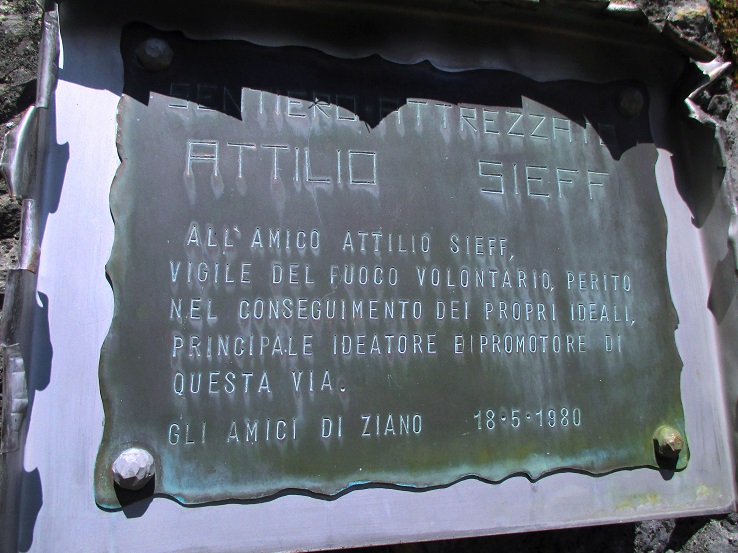 SENTIERO ATTREZZATO
ATTILIO SIEFF
ALL'AMICO ATTILIO SIEFF,
VIGILE DEL FUOCO VOLONTARIO, PERITO
NEL CONSEGUIMENTO DEI PROPRI IDEALI,
PRINCIPALE IDEATORE E PROMOTORE DI
QUESTA VIA.
GLI AMICI DI ZIANO 18·5·1980